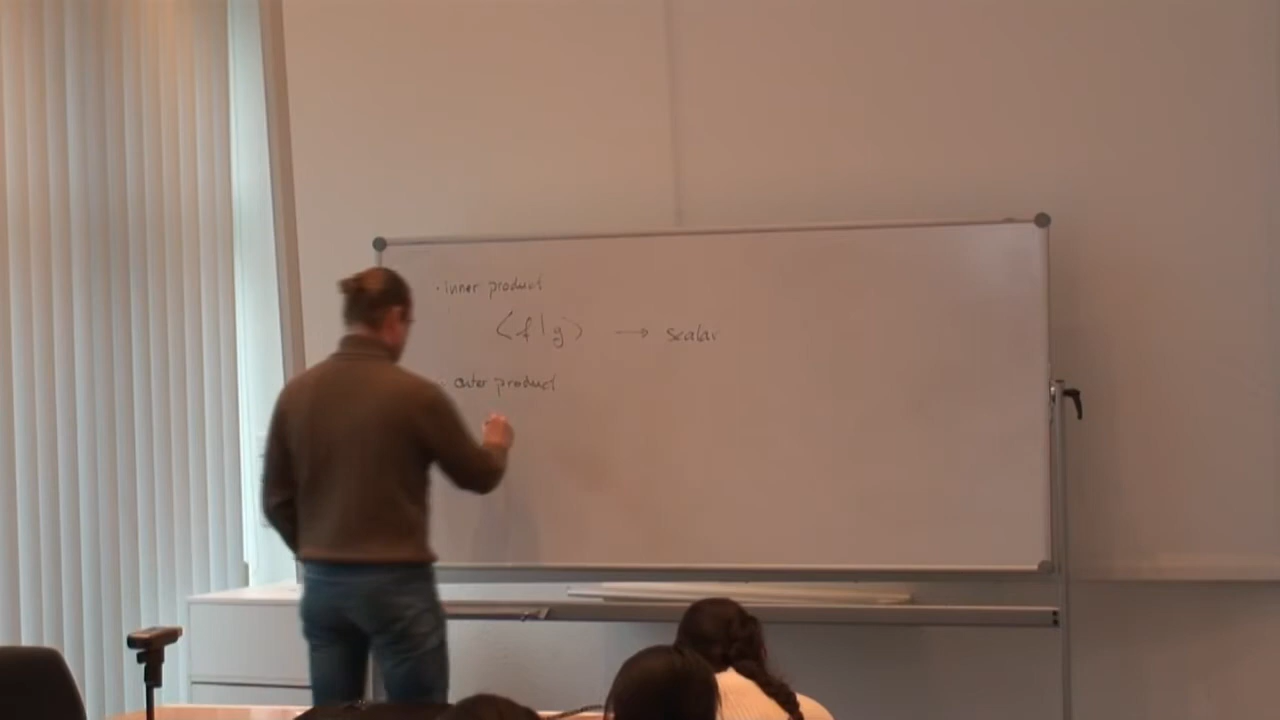 · inner product
⟨f|g⟩ → scalar
· outer product